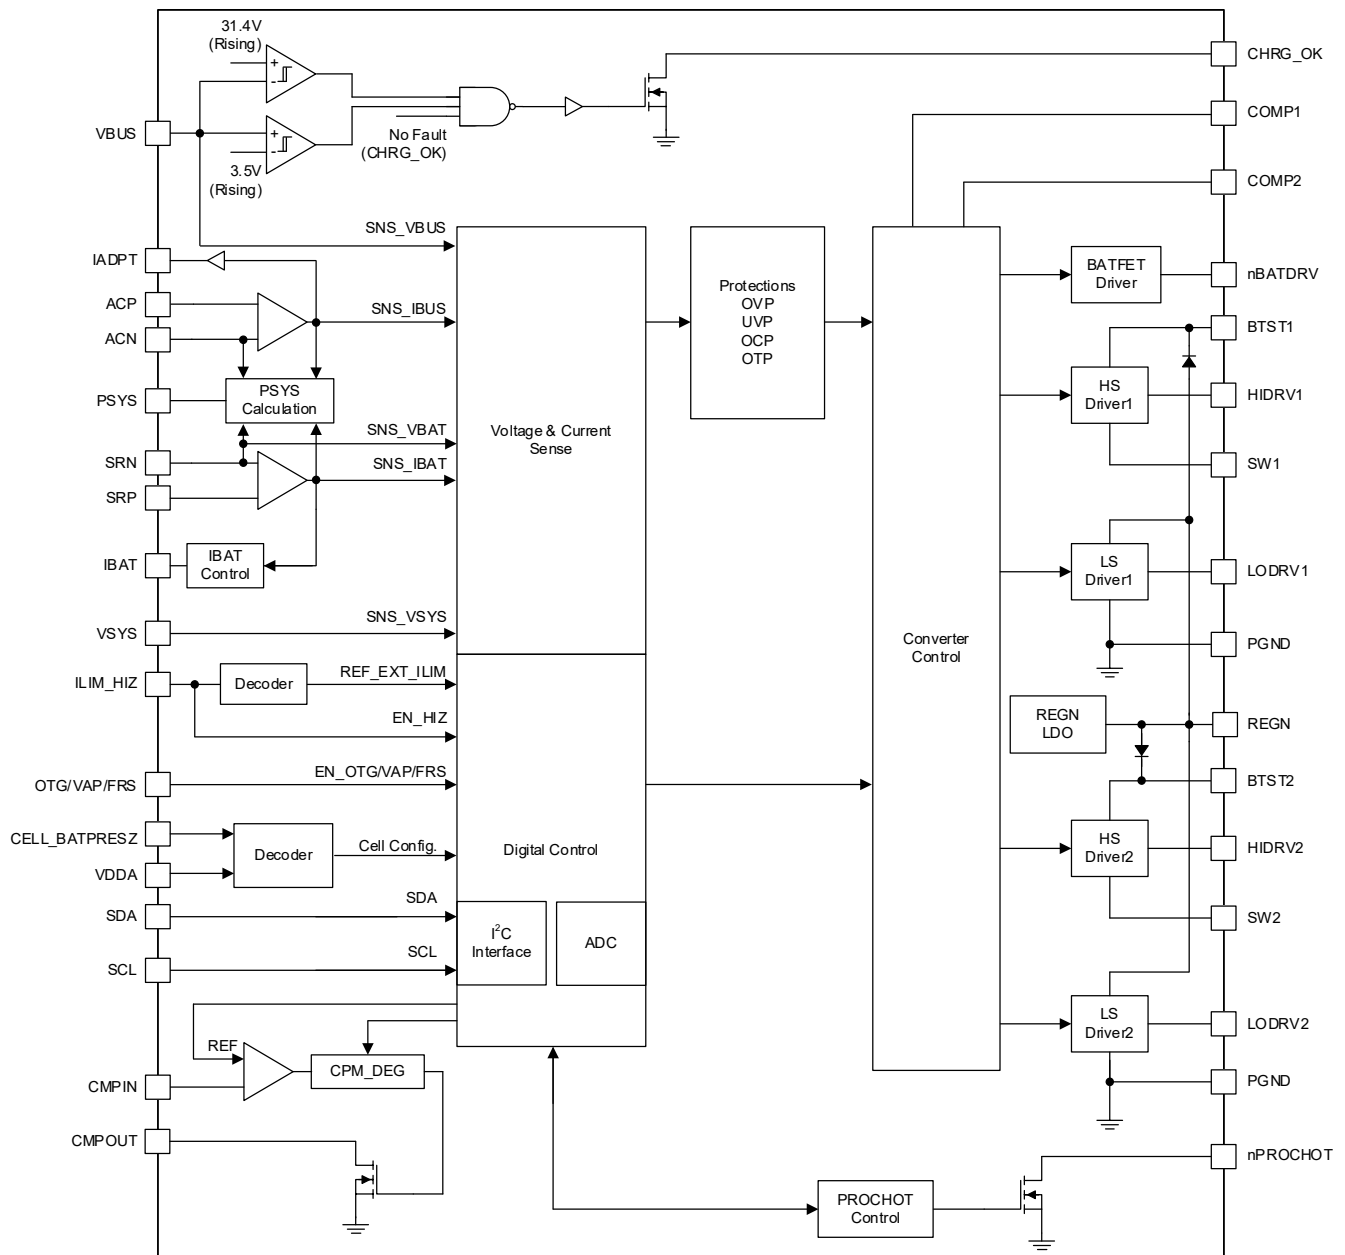 31.4V
(Rising)
+
-
CHRG_OK
COMP1
VBUS
+
-
No Fault
(CHRG_OK)
3.5V
(Rising)
COMP2
SNS_VBUS
IADPT
BATFET
Driver
nBATDRV
ACP
SNS_IBUS
Protections
OVP
UVP
OCP
OTP
ACN
BTST1
PSYS
PSYS
Calculation
HS
Driver1
HIDRV1
SNS_VBAT
Voltage & Current
Sense
SRN
SNS_IBAT
SW1
SRP
IBAT
IBAT
Control
LS
Driver1
LODRV1
VSYS
SNS_VSYS
Converter
Control
PGND
ILIM_HIZ
Decoder
REF_EXT_ILIM
EN_HIZ
REGN
LDO
REGN
OTG/VAP/FRS
EN_OTG/VAP/FRS
BTST2
CELL_BATPRESZ
Decoder
Cell Config.
Digital Control
HS
Driver2
HIDRV2
VDDA
SDA
SDA
SW2
I2C
Interface
ADC
SCL
SCL
LS
Driver2
LODRV2
REF
CPM_DEG
CMPIN
PGND
CMPOUT
nPROCHOT
PROCHOT
Control